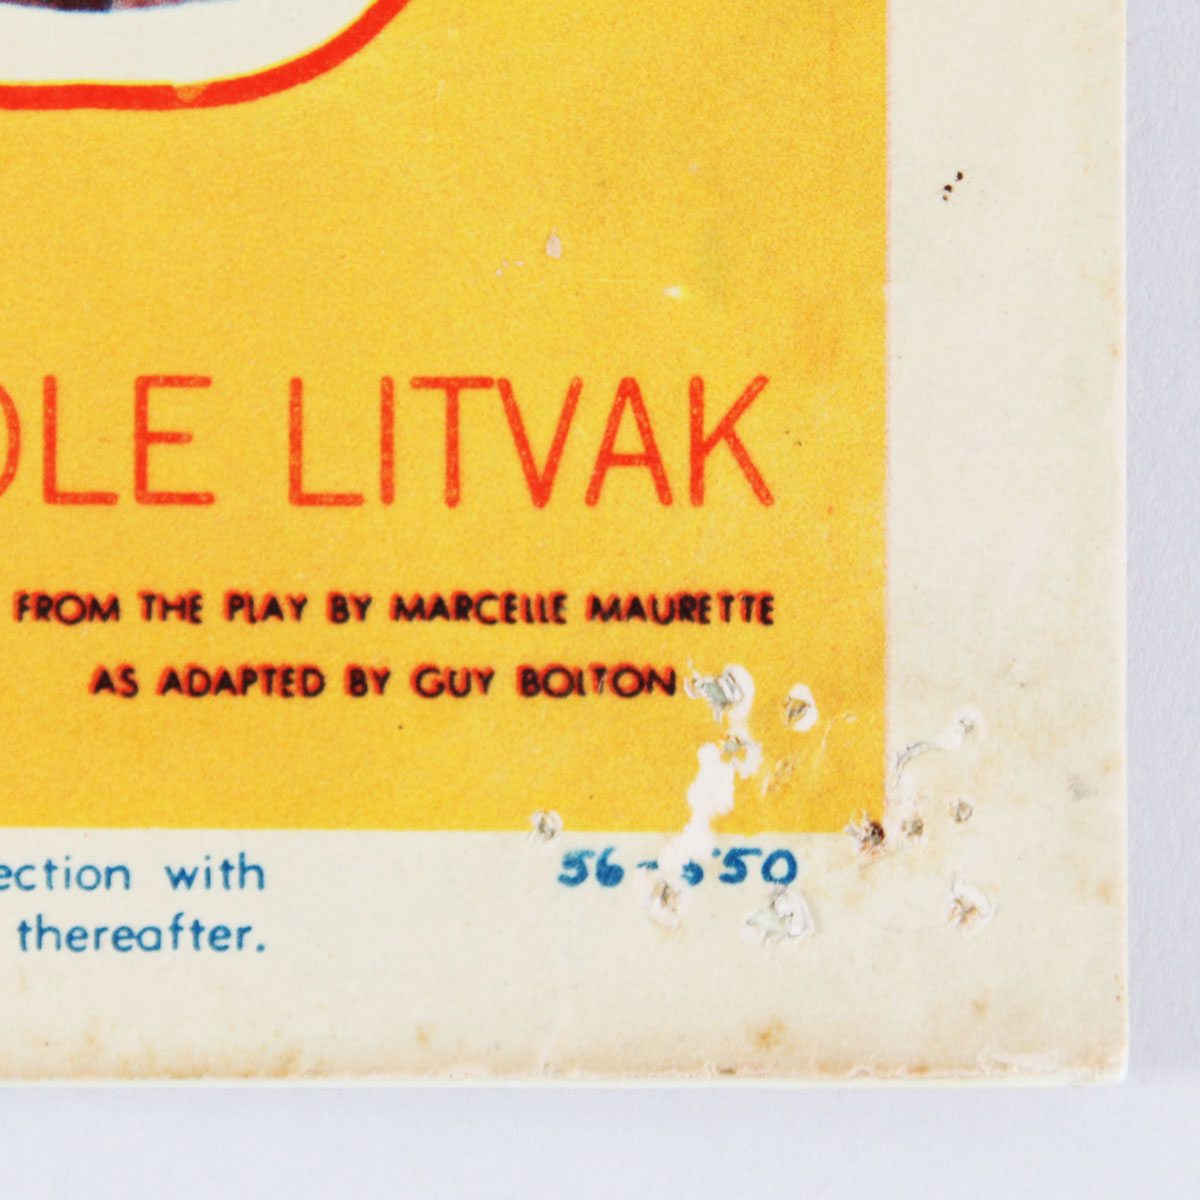 OLE LITVAK
FROM THE PLAY BY MARCELLE MAURETTE
AS ADAPTED BY GUY BOLTON
ection with
thereafter.